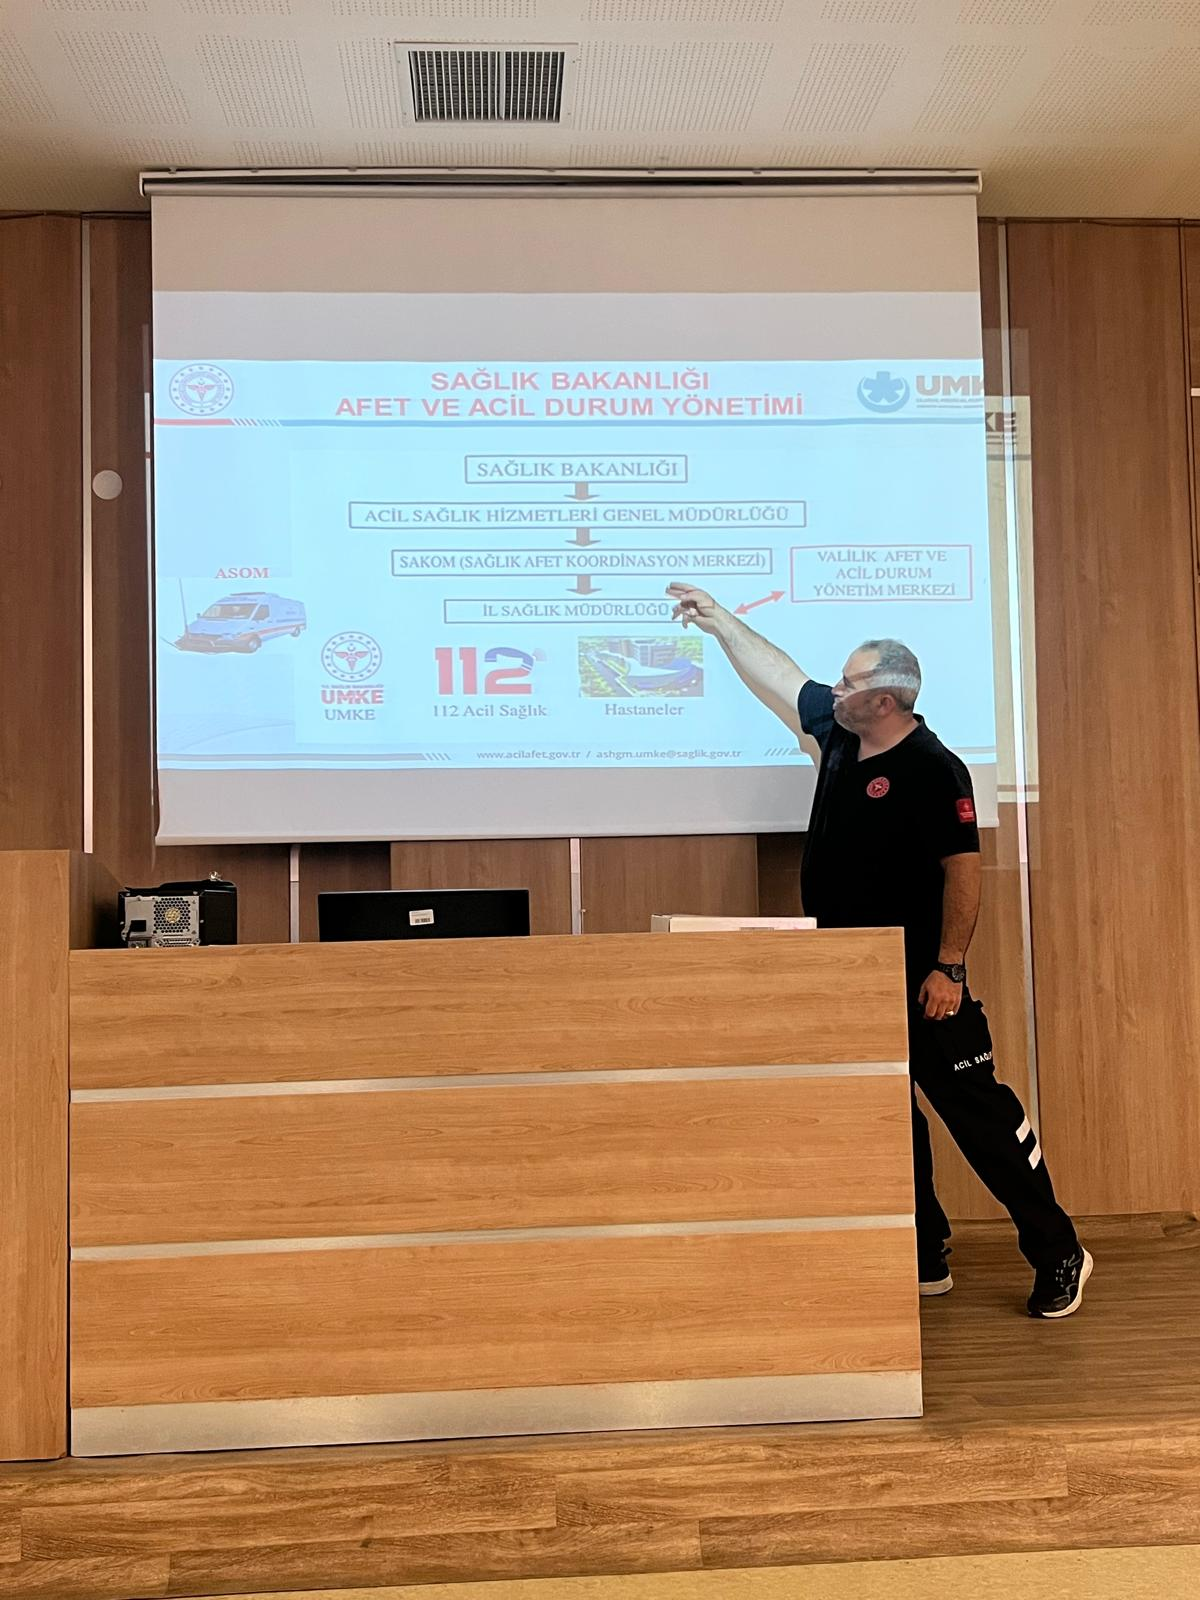 SAĞLIK BAKANLIĞI
AFET VE ACİL DURUM YÖNETİMİ
SAĞLIK BAKANLIĞI
ACİL SAĞLIK HİZMETLERİ GENEL MÜDÜRLÜĞÜ
SAKOM (SAĞLIK AFET KOORDİNASYON MERKEZİ)
VALİLİK AFET VE
ACİL DURUM
YÖNETİM MERKEZİ
İL SAĞLIK MÜDÜRLÜĞÜ
ASOM
T.C. SAĞLIK BAKANLIĞI
UMKE
UMKE
112
112 Acil Sağlık
Hastaneler
www.acilafet.gov.tr / ashgm.umke@saglik.gov.tr
ACİL